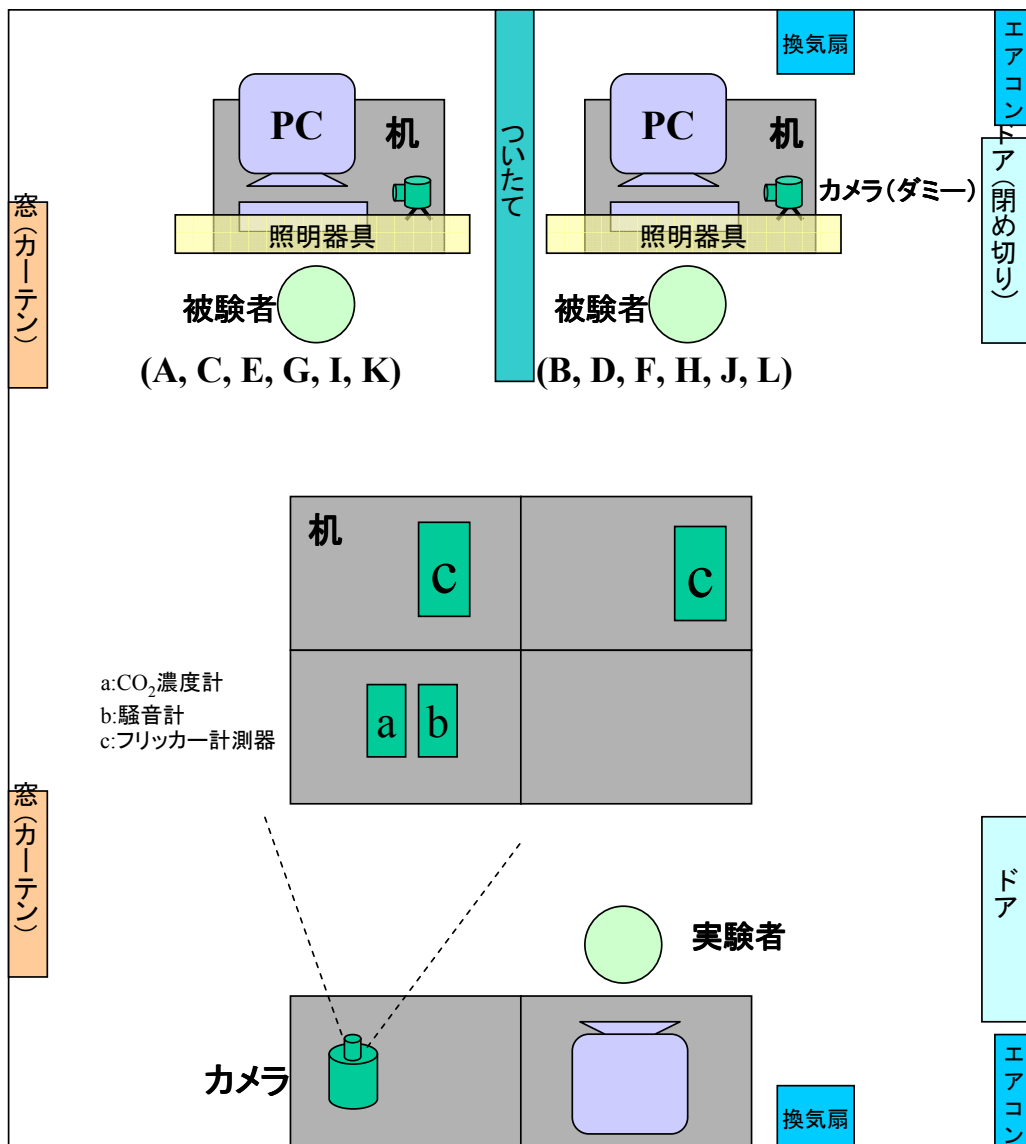 換気扇
エアコン
PC
机
PC
机
ついたて
カメラ(ダミー)
ドア(閉め切り)
窓(カーテン)
照明器具
照明器具
被験者
被験者
(A, C, E, G, I, K)
(B, D, F, H, J, L)
机
c
c
a:CO₂濃度計
b:騒音計
c:フリッカー計測器
a
b
窓(カーテン)
ドア
実験者
カメラ
換気扇
エアコン